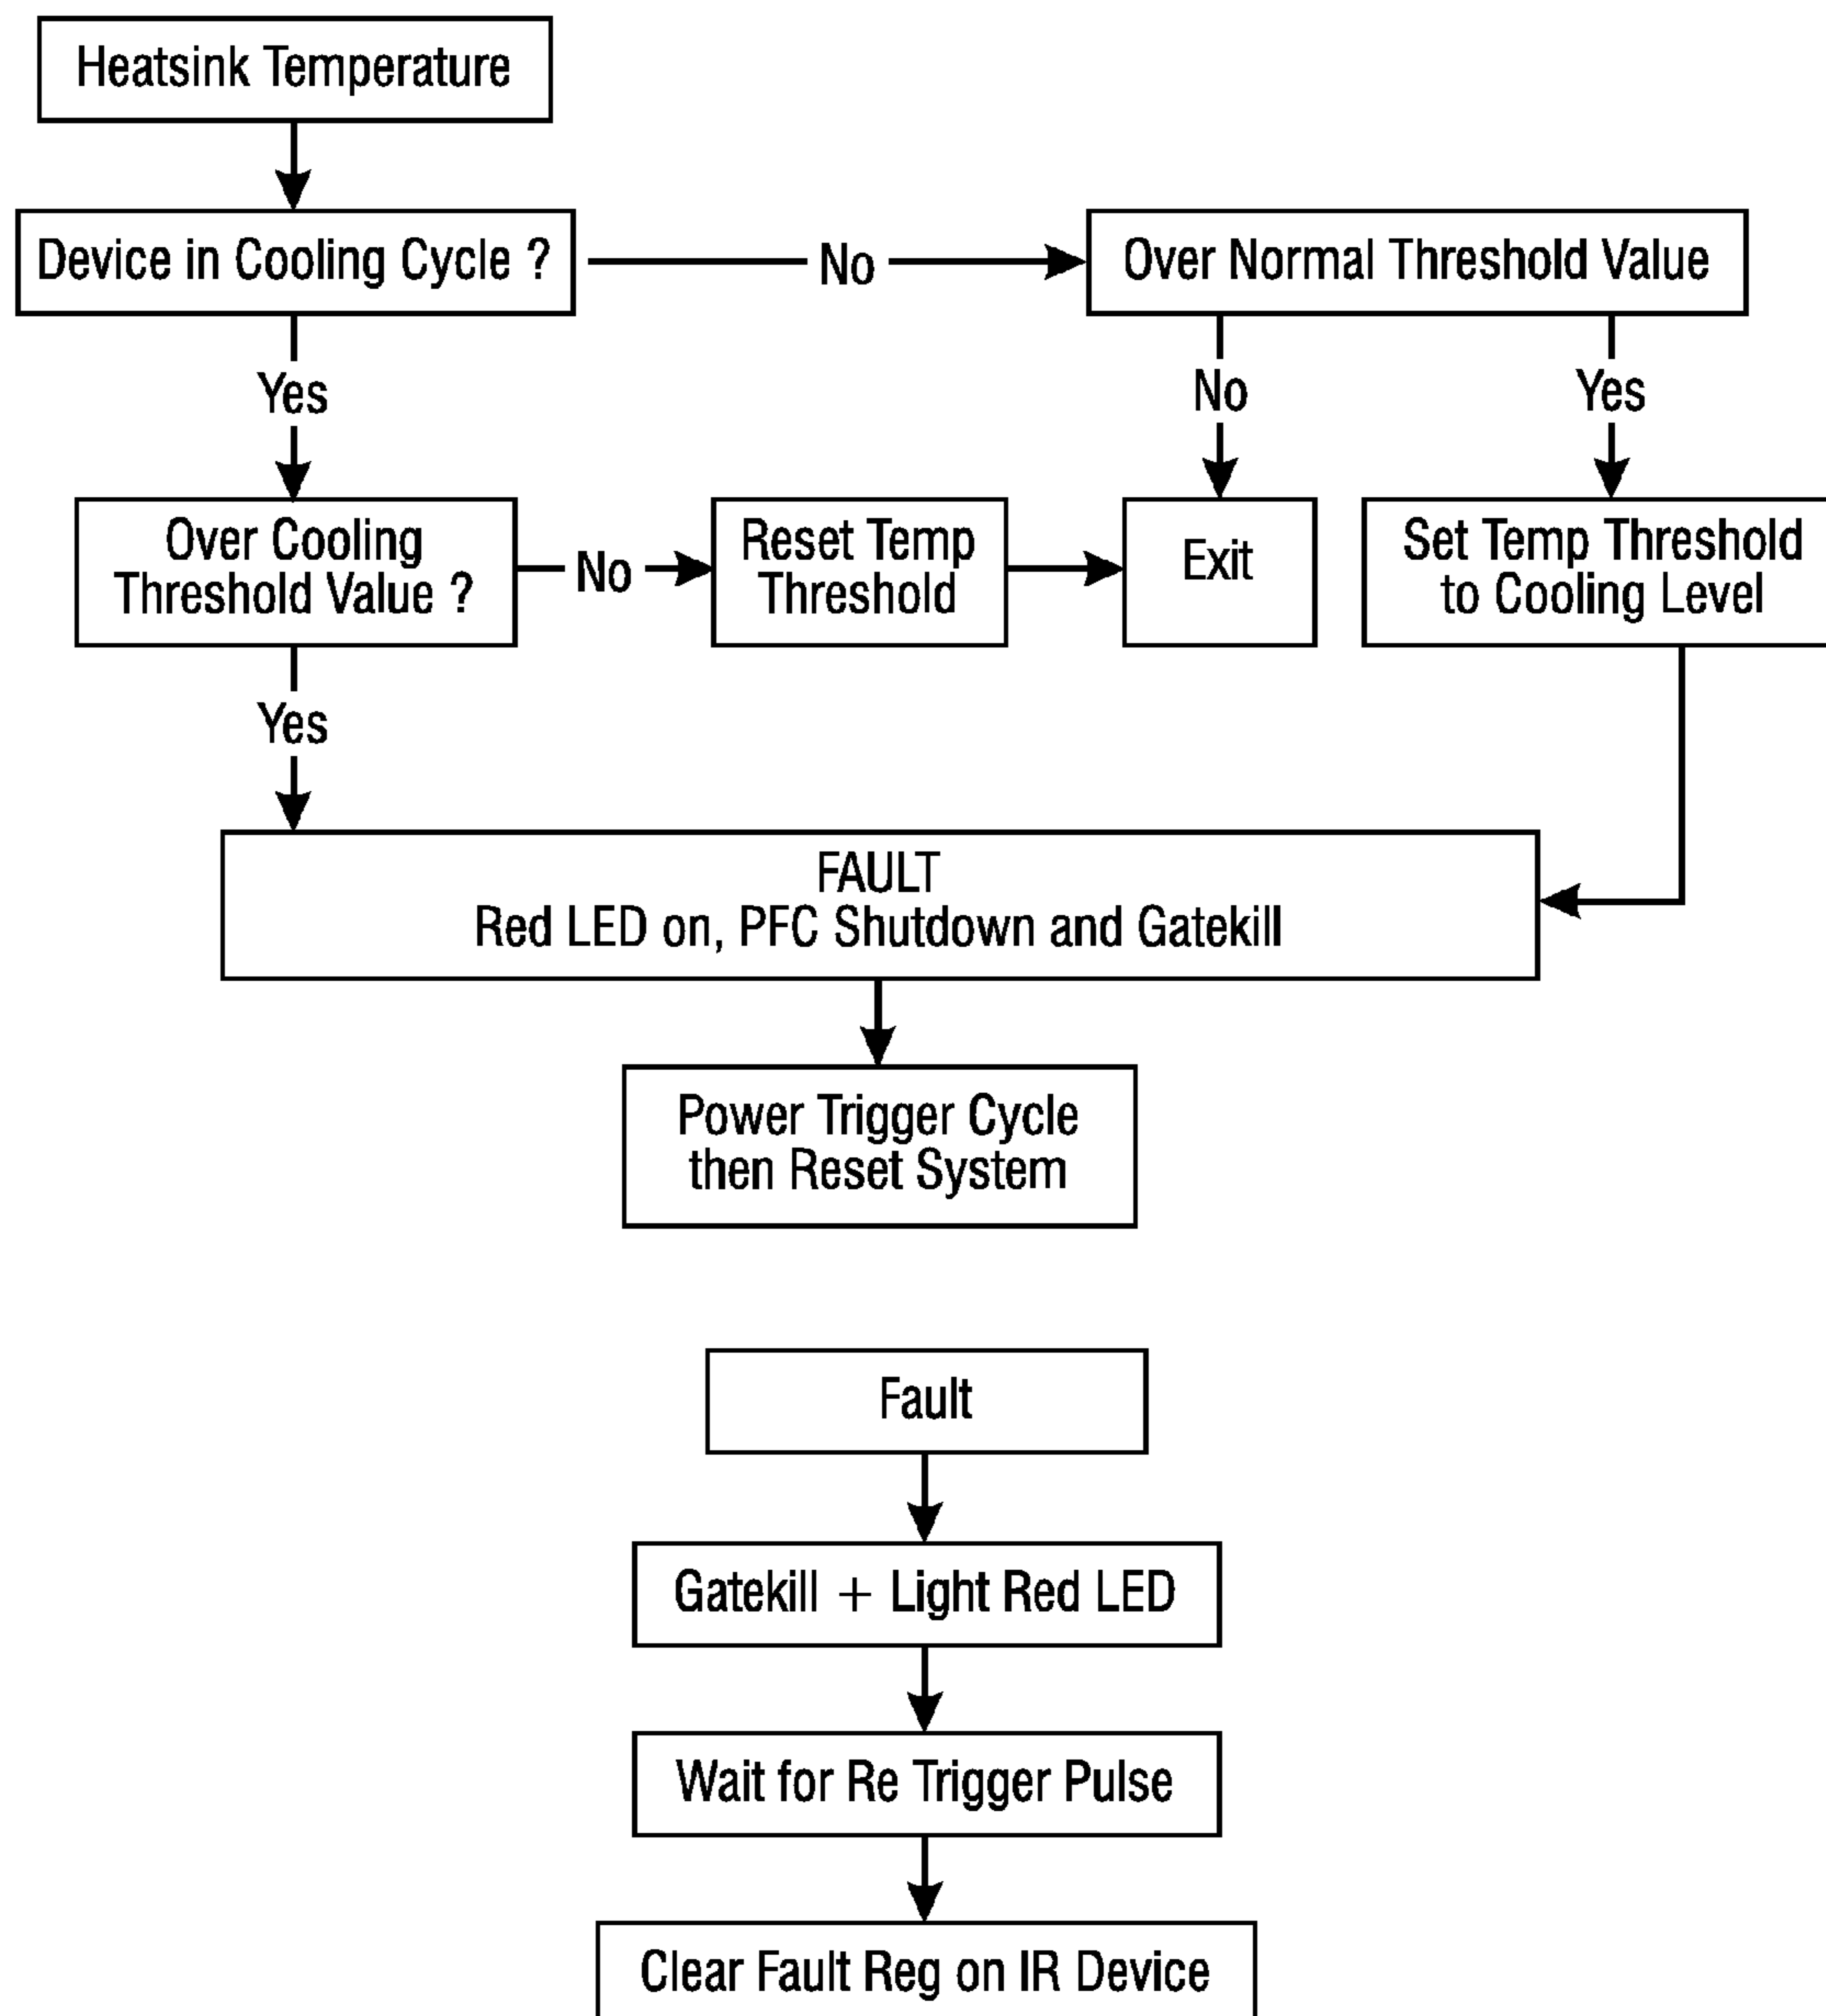 Heatsink Temperature
Device in Cooling Cycle ?
No
Over Normal Threshold Value
Yes
No
Yes
Over Cooling
Threshold Value ?
No
Reset Temp
Threshold
Exit
Set Temp Threshold
to Cooling Level
Yes
FAULT
Red LED on, PFC Shutdown and Gatekill
Power Trigger Cycle
then Reset System
Fault
Gatekill + Light Red LED
Wait for Re Trigger Pulse
Clear Fault Reg on IR Device